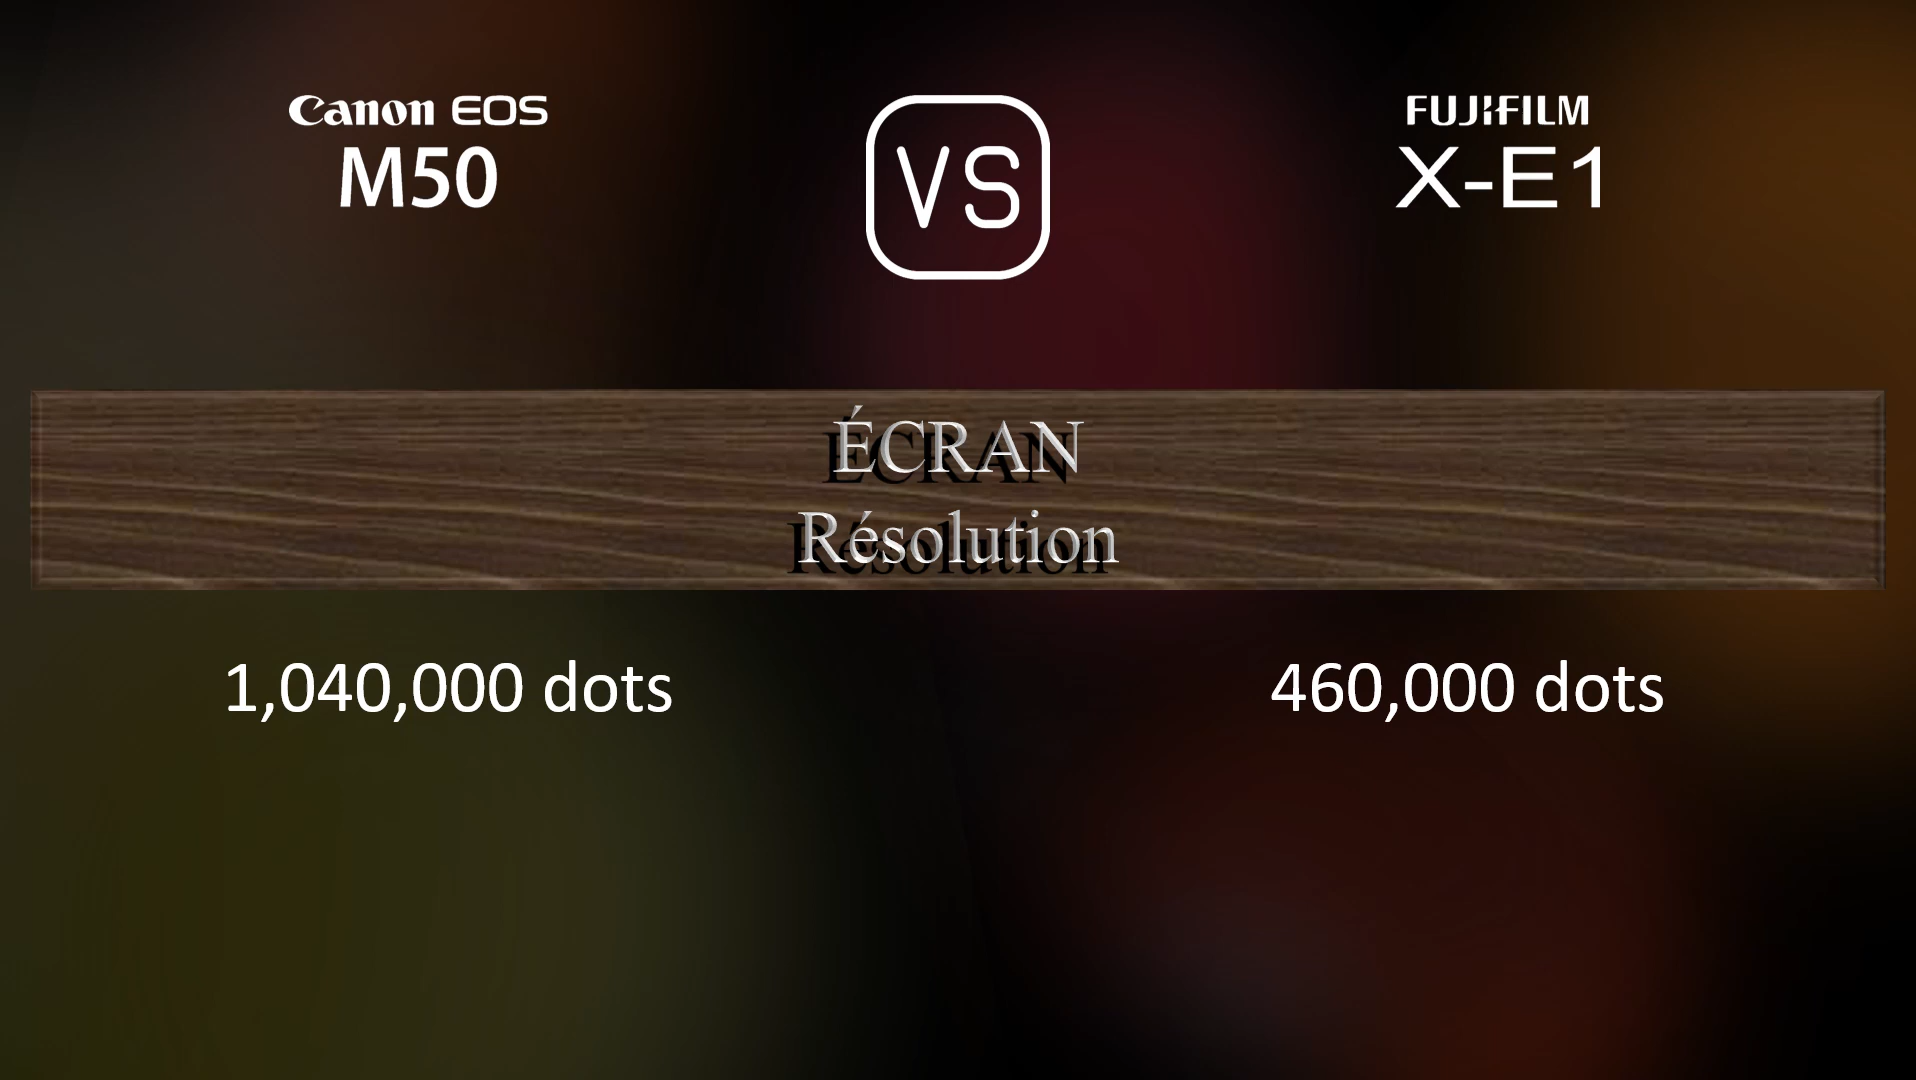 Canon EOS
M50
VS
FUJIFILM
X-E1
ÉCRAN
Résolution
1,040,000 dots
460,000 dots